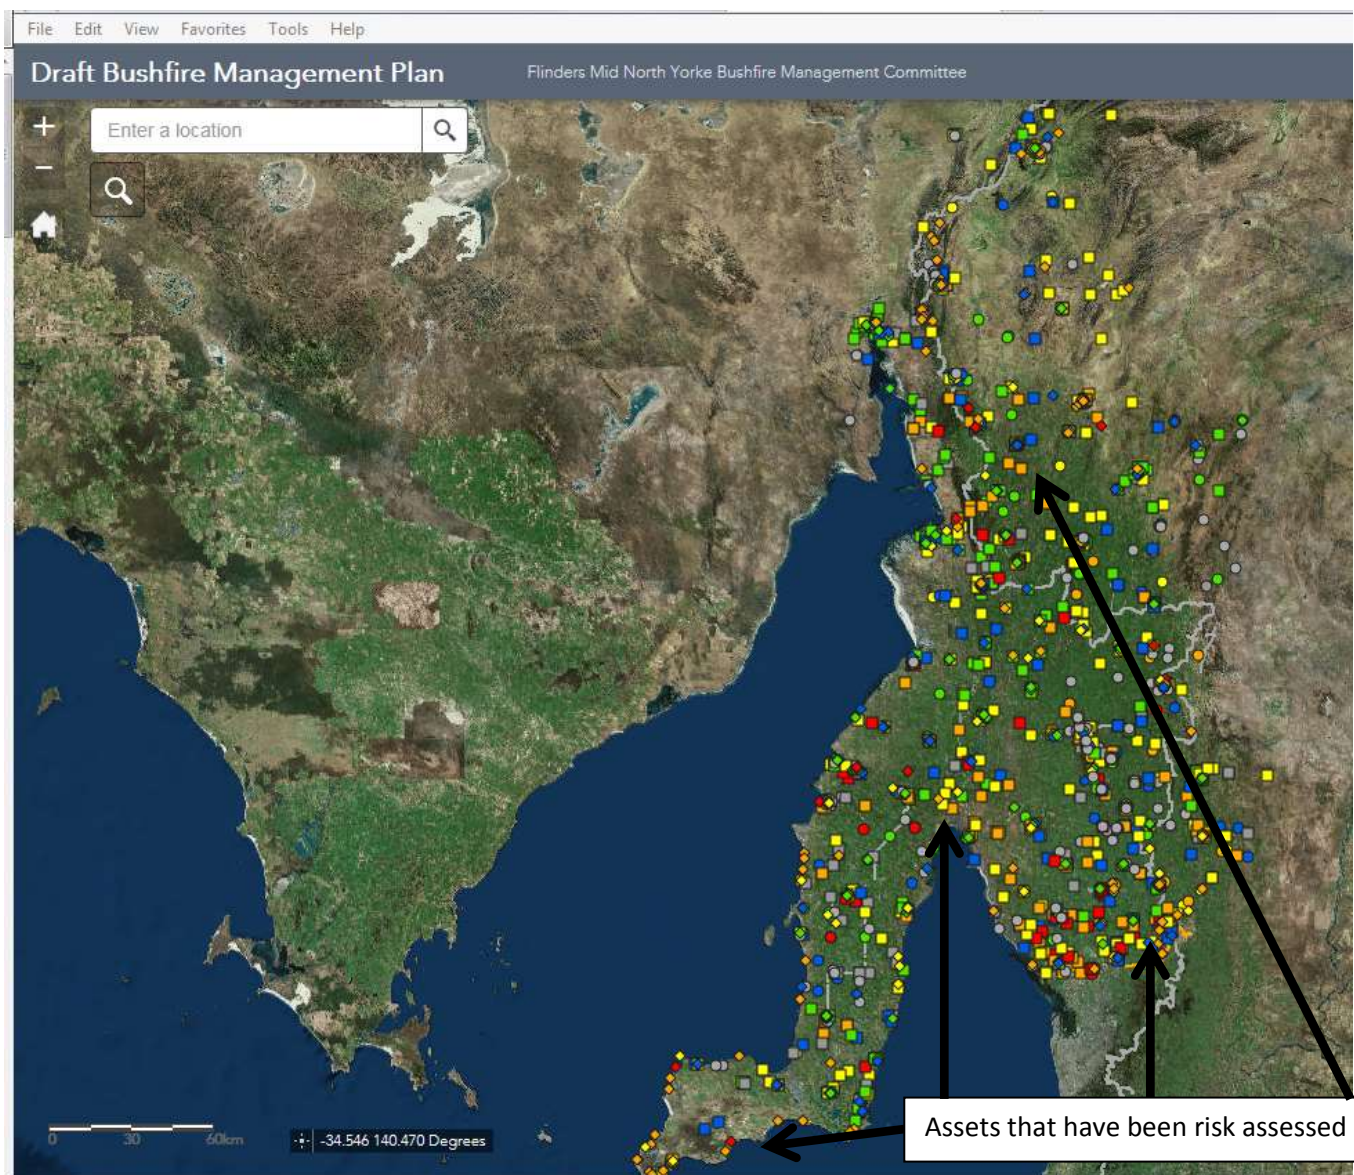 File Edit View Favorites Tools Help
Draft Bushfire Management Plan Flinders Mid North Yorke Bushfire Management Committee
+
Enter a location
−
0 30 60km
-34.546 140.470 Degrees
Assets that have been risk assessed